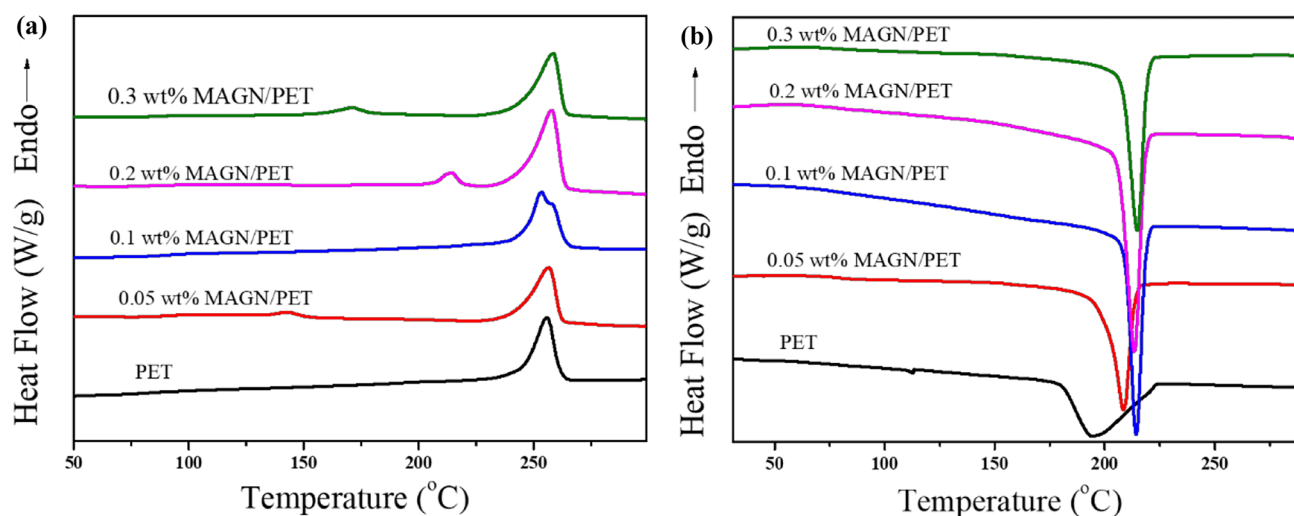 (a)
Heat Flow (W/g) Endo
0.3 wt% MAGN/PET
0.2 wt% MAGN/PET
0.1 wt% MAGN/PET
0.05 wt% MAGN/PET
PET
50 100 150 200 250
Temperature (°C)
(b)
Heat Flow (W/g) Endo
0.3 wt% MAGN/PET
0.2 wt% MAGN/PET
0.1 wt% MAGN/PET
0.05 wt% MAGN/PET
PET
50 100 150 200 250
Temperature (°C)